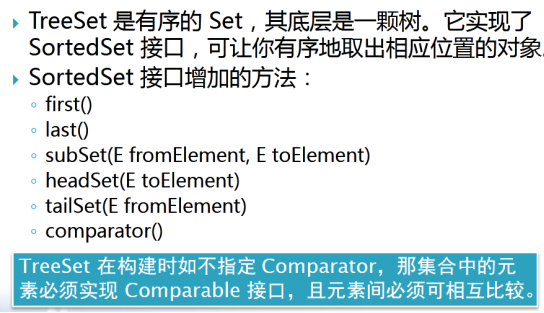 TreeSet 是有序的 Set，其底层是一颗树。它实现了
SortedSet 接口，可让你有序地取出相应位置的对象
SortedSet 接口增加的方法：
first()
last()
subSet(E fromElement, E toElement)
headSet(E toElement)
tailSet(E fromElement)
comparator()
TreeSet 在构建时如不指定 Comparator，那集合中的元
素必须实现 Comparable 接口，且元素间必须可相互比较。